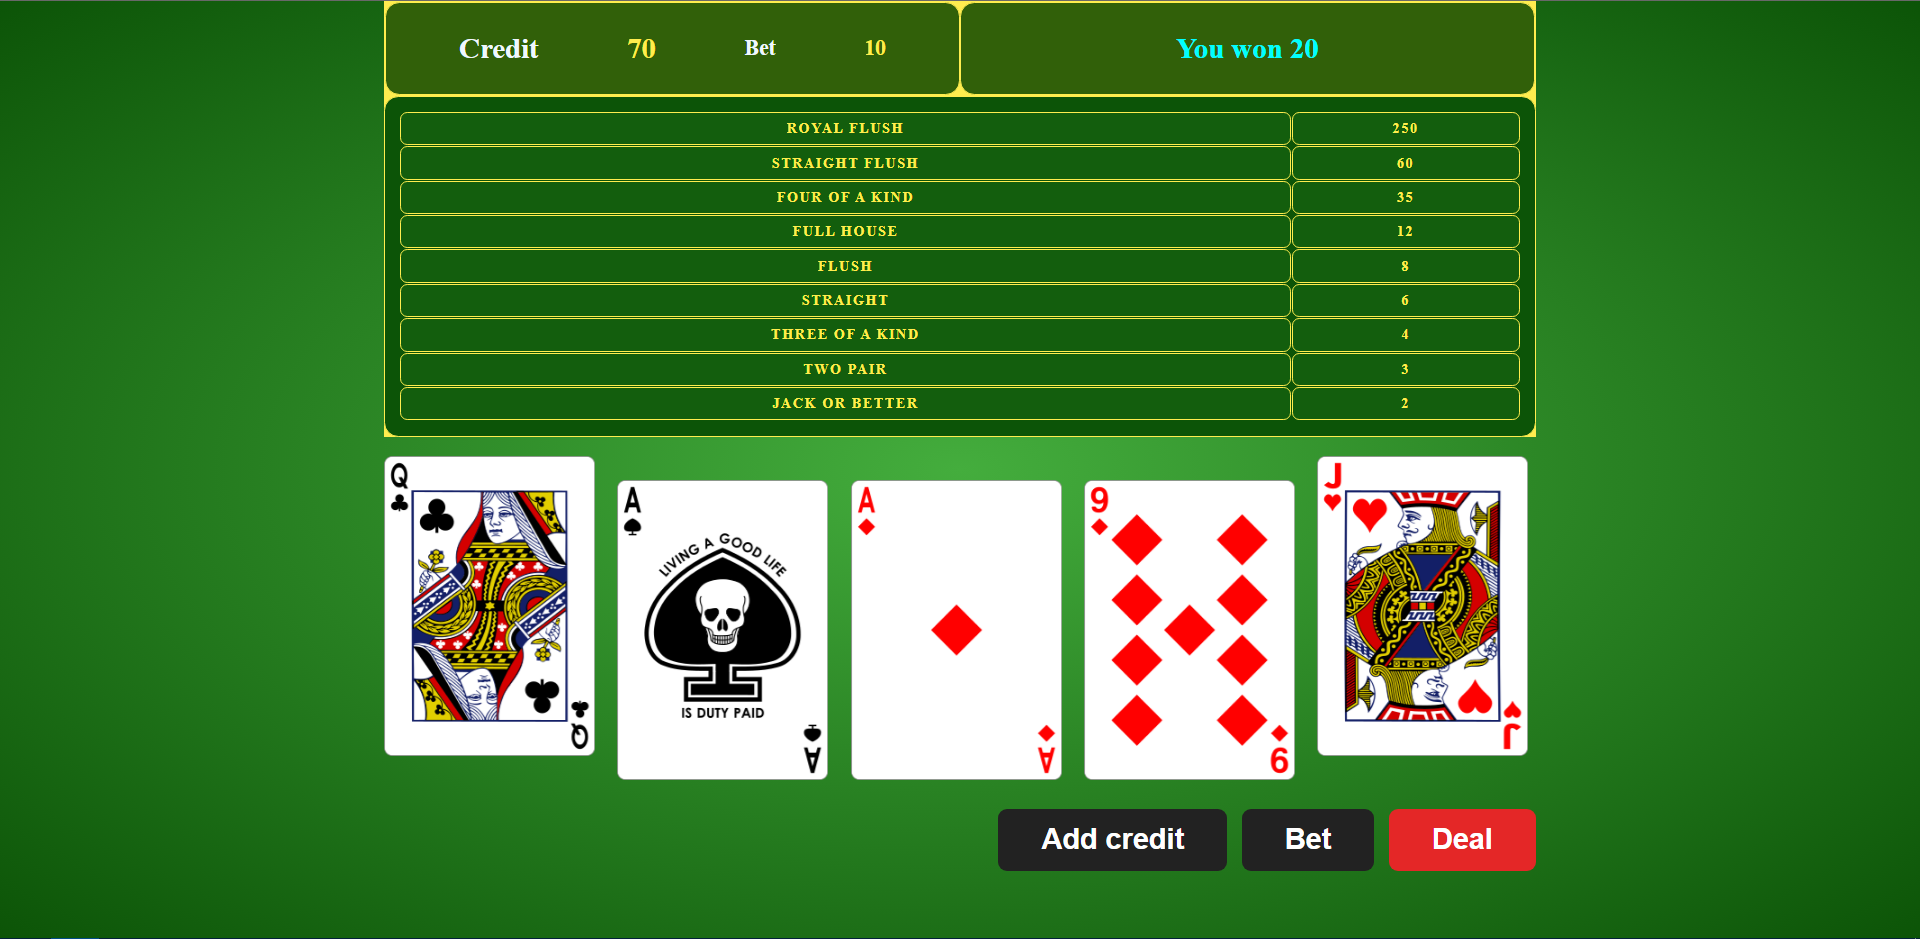 Credit 70 Bet 10
You won 20
ROYAL FLUSH 250
STRAIGHT FLUSH 60
FOUR OF A KIND 35
FULL HOUSE 12
FLUSH 8
STRAIGHT 6
THREE OF A KIND 4
TWO PAIR 3
JACK OR BETTER 2
Q
Q
A
LIVING A GOOD LIFE
IS DUTY PAID
A
A
A
9
9
J
J
Add credit
Bet
Deal